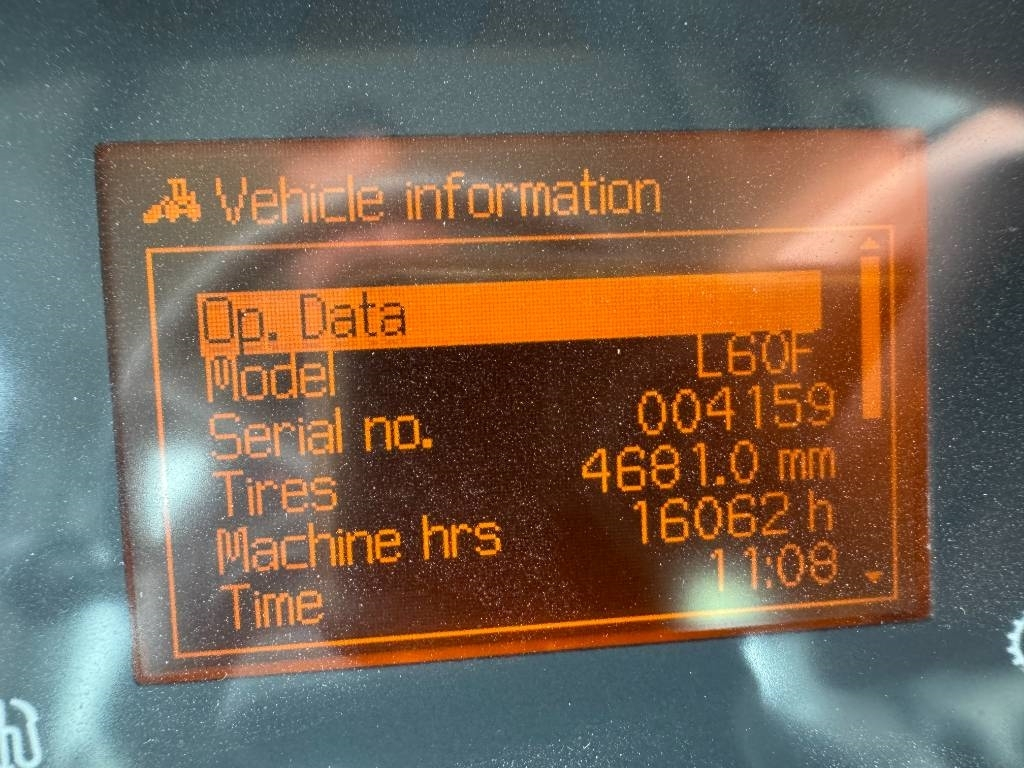 Vehicle information
Op. Data
Model L60F
Serial no. 004159
Tires 4681.0 mm
Machine hrs 16062 h
Time 11:08